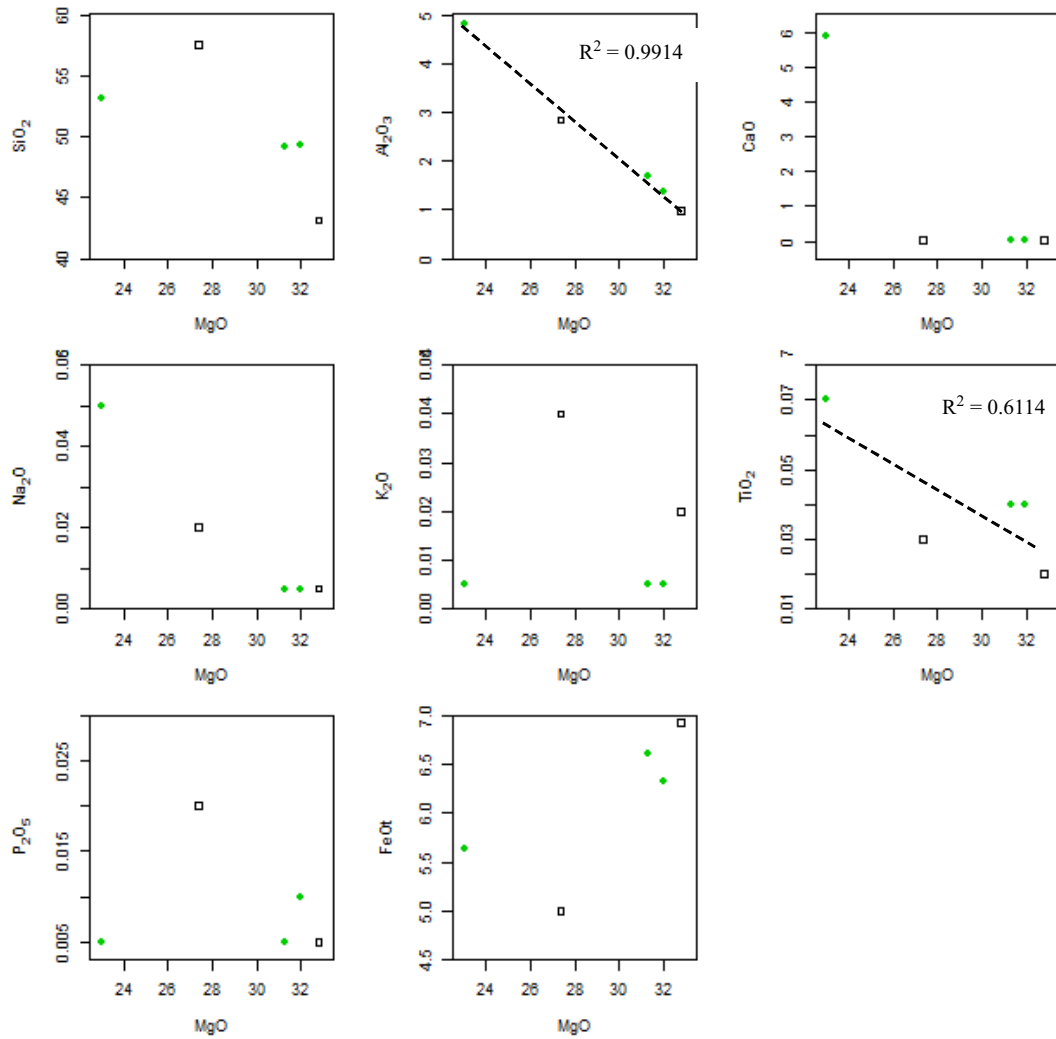 SiO₂
40 45 50 55 60
24 26 28 30 32
MgO
Al₂O₃
0 1 2 3 4 5
R² = 0.9914
24 26 28 30 32
MgO
CaO
0 1 2 3 4 5 6
24 26 28 30 32
MgO
Na₂O
0.00 0.02 0.04 0.06
24 26 28 30 32
MgO
K₂O
0.00 0.01 0.02 0.03 0.04
24 26 28 30 32
MgO
TiO₂
0.01 0.03 0.05 0.07 7
R² = 0.6114
24 26 28 30 32
MgO
P₂O₅
0.005 0.015 0.025
24 26 28 30 32
MgO
FeOt
4.5 5.0 5.5 6.0 6.5 7.0
24 26 28 30 32
MgO